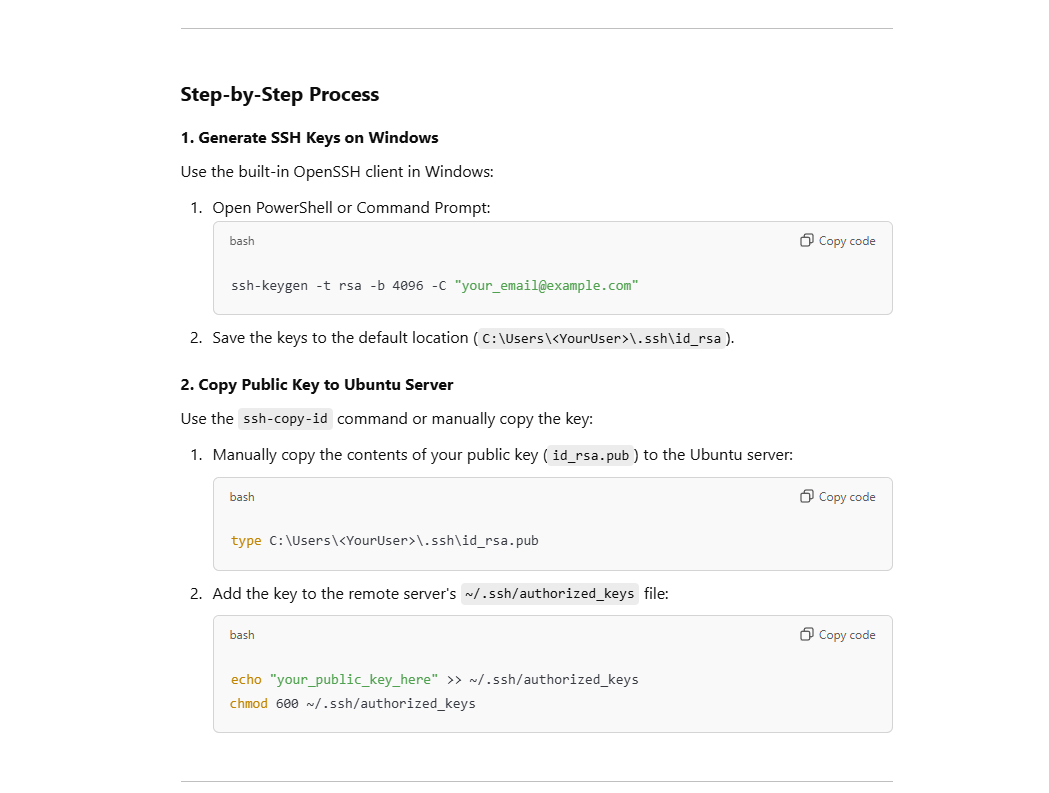 Step-by-Step Process
1. Generate SSH Keys on Windows
Use the built-in OpenSSH client in Windows:
1. Open PowerShell or Command Prompt:
bash
Copy code
ssh-keygen -t rsa -b 4096 -C "your_email@example.com"
2. Save the keys to the default location (C:\Users\<YourUser>\.ssh\id_rsa).
2. Copy Public Key to Ubuntu Server
Use the ssh-copy-id command or manually copy the key:
1. Manually copy the contents of your public key (id_rsa.pub) to the Ubuntu server:
bash
Copy code
type C:\Users\<YourUser>\.ssh\id_rsa.pub
2. Add the key to the remote server's ~/.ssh/authorized_keys file:
bash
Copy code
echo "your_public_key_here" >> ~/.ssh/authorized_keys
chmod 600 ~/.ssh/authorized_keys